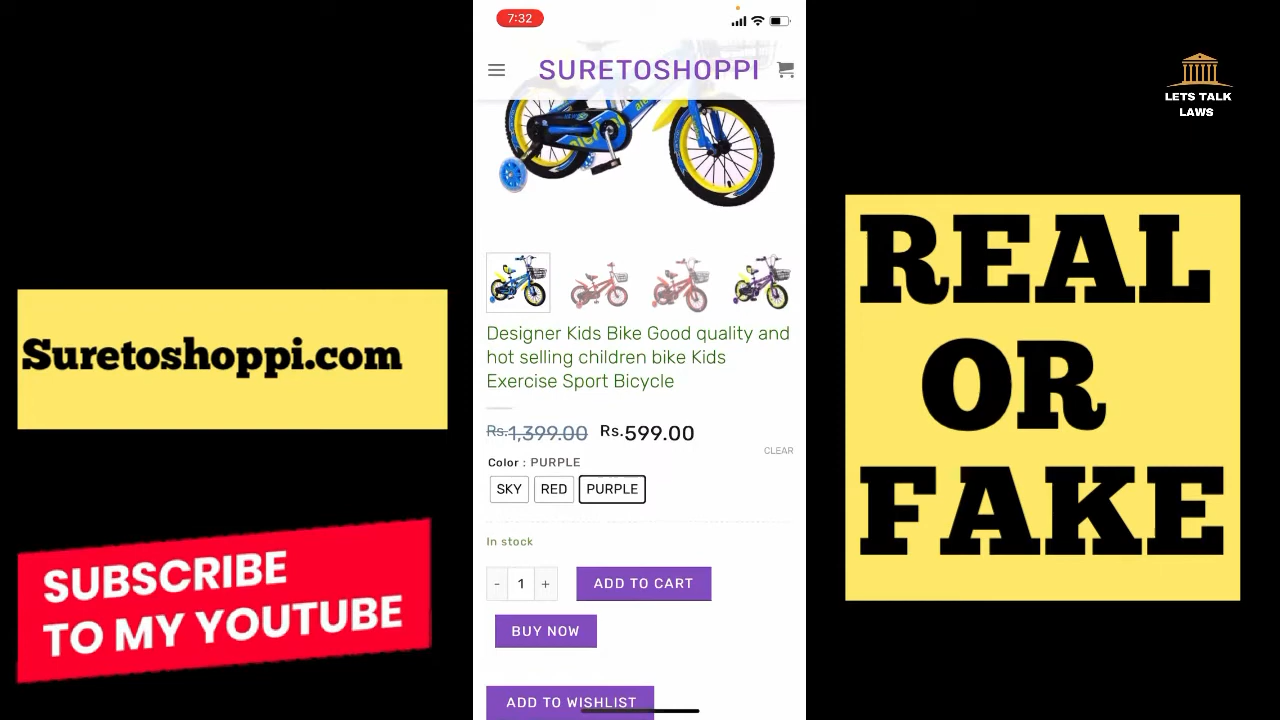 7:32
SURETOSHOPPI
LETS TALK
LAWS
Suretoshoppi.com
REAL
OR
FAKE
Designer Kids Bike Good quality and
hot selling children bike Kids
Exercise Sport Bicycle
Rs.1,399.00 Rs.599.00
CLEAR
Color : PURPLE
SKY RED PURPLE
In stock
- 1 + ADD TO CART
BUY NOW
ADD TO WISHLIST
SUBSCRIBE
TO MY YOUTUBE